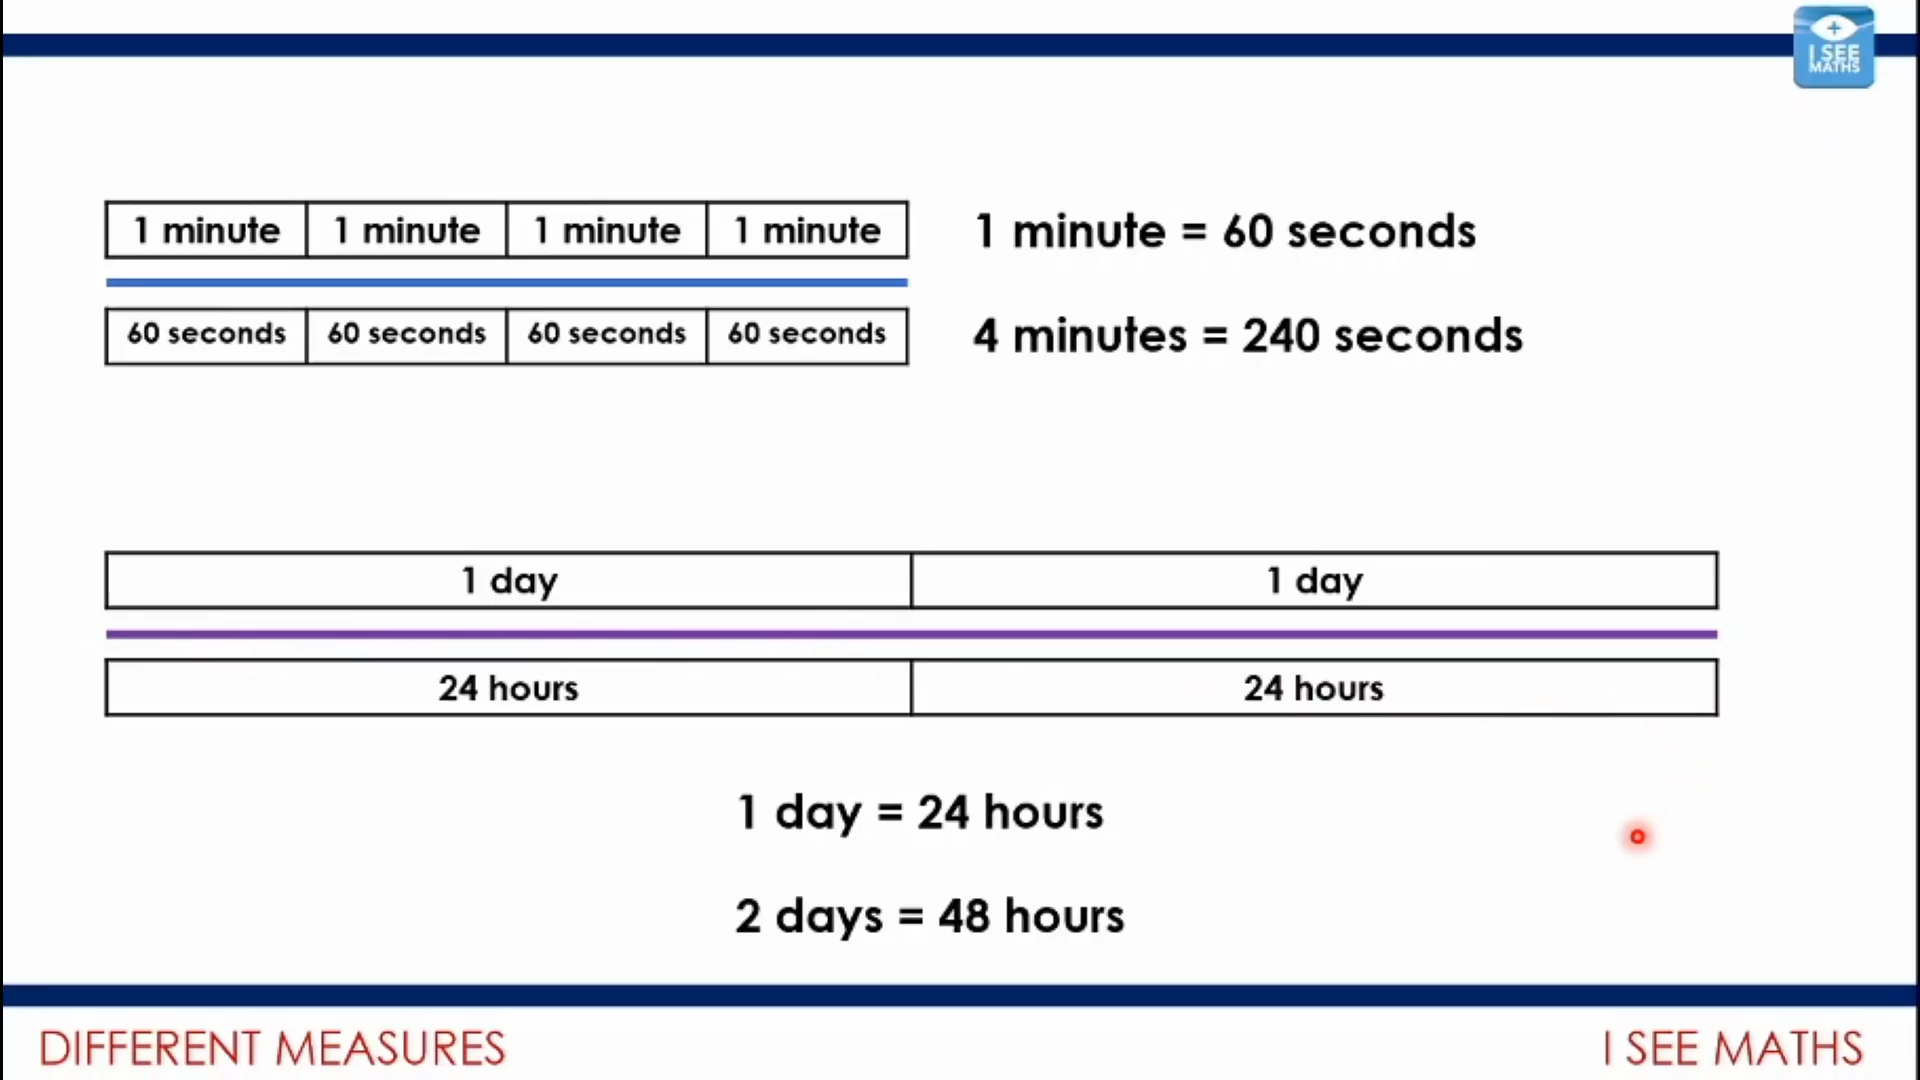 I SEE
MATHS
1 minute 1 minute 1 minute 1 minute
1 minute = 60 seconds
60 seconds 60 seconds 60 seconds 60 seconds
4 minutes = 240 seconds
1 day 1 day
24 hours 24 hours
1 day = 24 hours
2 days = 48 hours
DIFFERENT MEASURES
I SEE MATHS